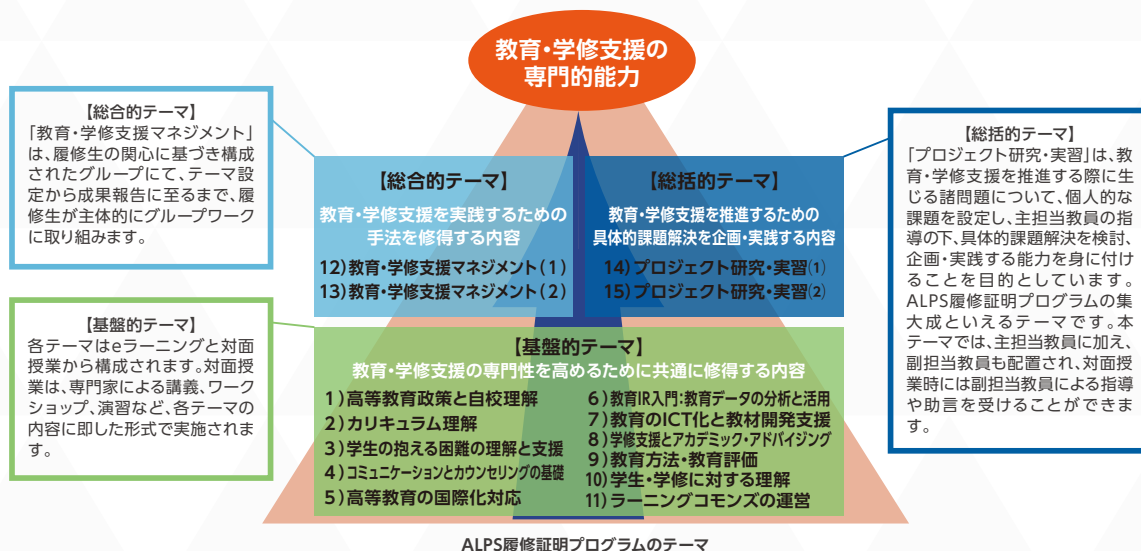 教育・学修支援の
専門的能力
【総合的テーマ】
「教育・学修支援マネジメント」
は、履修生の関心に基づき構成
されたグループにて、テーマ設
定から成果報告に至るまで、履
修生が主体的にグループワーク
に取り組みます。
【基盤的テーマ】
各テーマはeラーニングと対面
授業から構成されます。対面授
業は、専門家による講義、ワーク
ショップ、演習など、各テーマの
内容に即した形式で実施されま
す。
【総合的テーマ】
教育・学修支援を実践するための
手法を修得する内容
12)教育・学修支援マネジメント(1)
13)教育・学修支援マネジメント(2)
【総括的テーマ】
教育・学修支援を推進するための
具体的課題解決を企画・実践する内容
14)プロジェクト研究・実習(1)
15)プロジェクト研究・実習(2)
【基盤的テーマ】
教育・学修支援の専門性を高めるために共通に修得する内容
1)高等教育政策と自校理解
2)カリキュラム理解
3)学生の抱える困難の理解と支援
4)コミュニケーションとカウンセリングの基礎
5)高等教育の国際化対応
6)教育IR入門:教育データの分析と活用
7)教育のICT化と教材開発支援
8)学修支援とアカデミック・アドバイジング
9)教育方法・教育評価
10)学生・学修に対する理解
11)ラーニングコモンズの運営
【総括的テーマ】
「プロジェクト研究・実習」は、教
育・学修支援を推進する際に生
じる諸問題について、個人的な
課題を設定し、主担当教員の指
導の下、具体的課題解決を検討、
企画・実践する能力を身に付け
ることを目的としています。
ALPS履修証明プログラムの集
大成といえるテーマです。本
テーマでは、主担当教員に加え、
副担当教員も配置され、対面授
業時には副担当教員による指導
や助言を受けることができま
す。
ALPS履修証明プログラムのテーマ